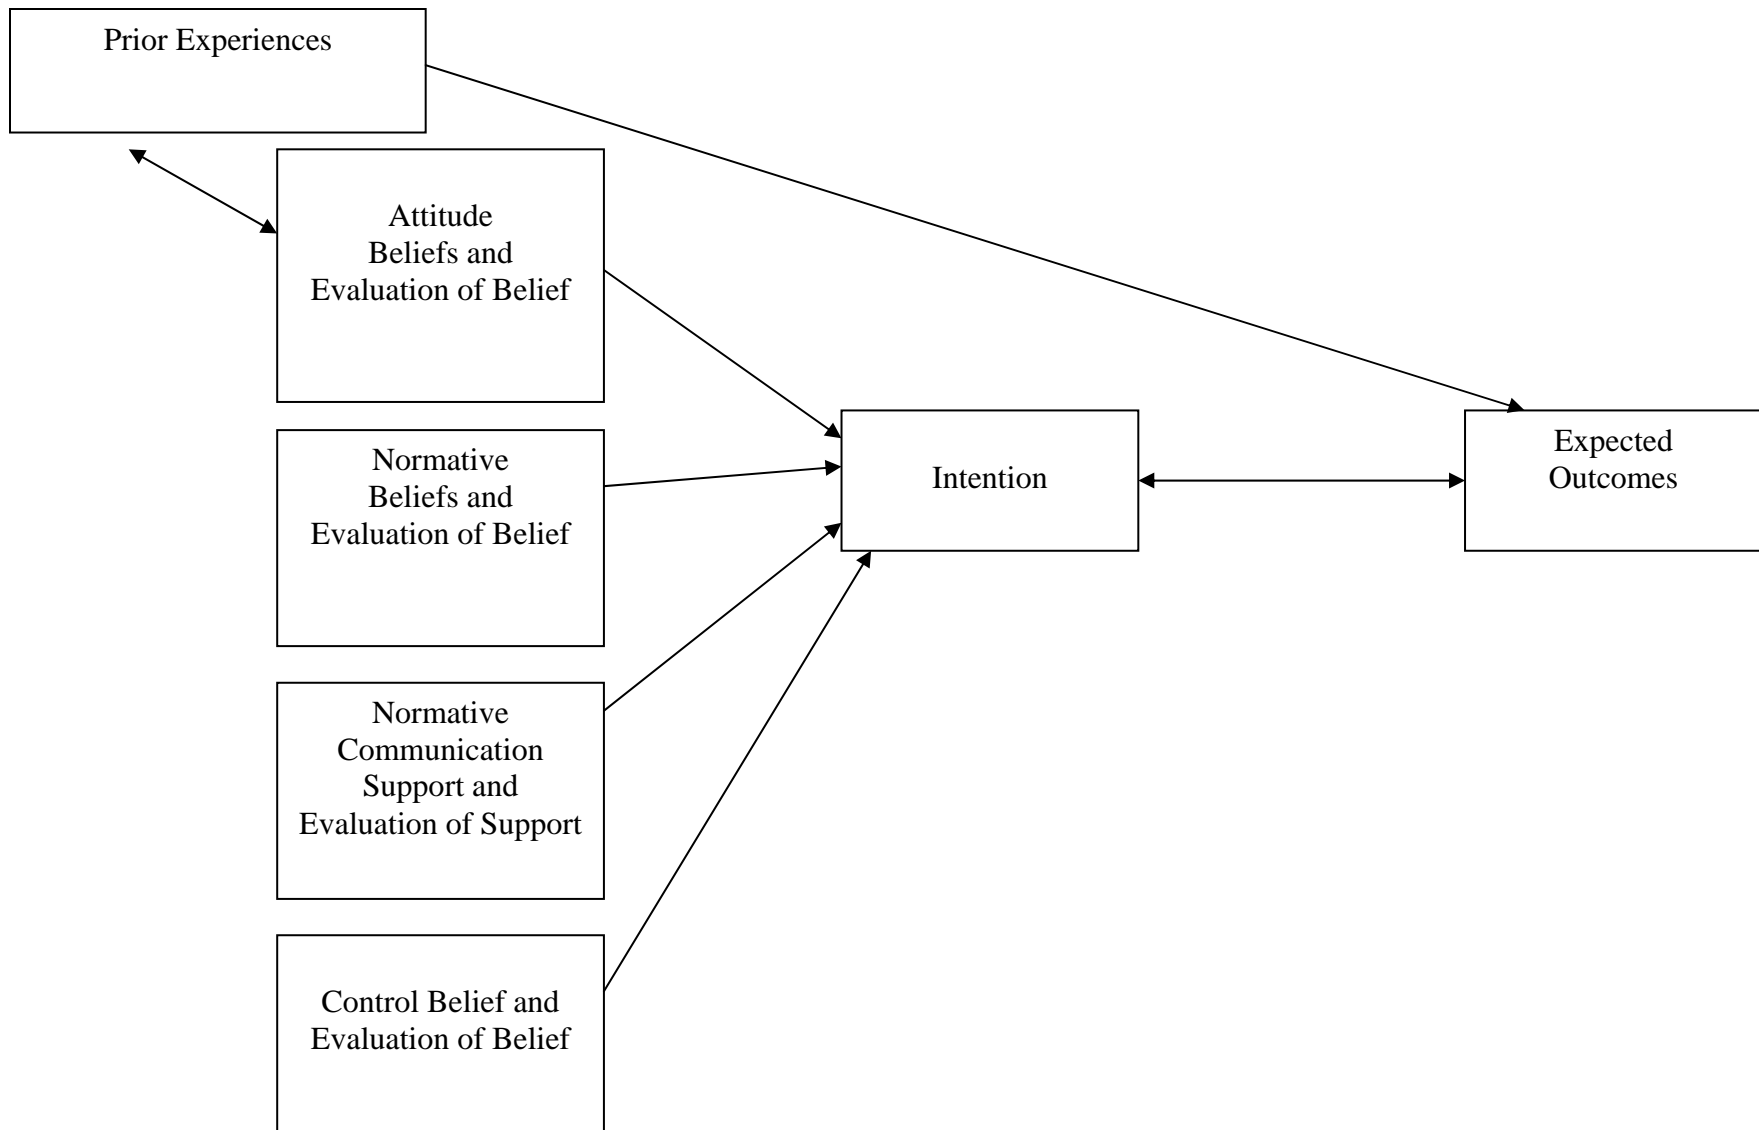 Prior Experiences
Attitude
Beliefs and
Evaluation of Belief
Normative
Beliefs and
Evaluation of Belief
Normative
Communication
Support and
Evaluation of Support
Control Belief and
Evaluation of Belief
Intention
Expected
Outcomes